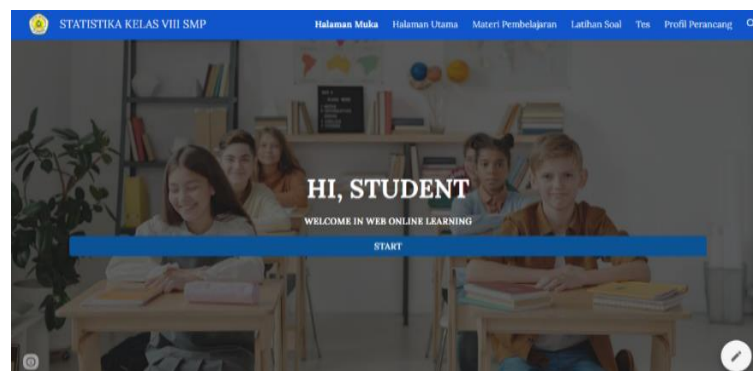 STATISTIKA KELAS VIII SMP
Halaman Muka Halaman Utama Materi Pembelajaran Latihan Soal Tes Profil Perancang
HI, STUDENT
WELCOME IN WEB ONLINE LEARNING
START